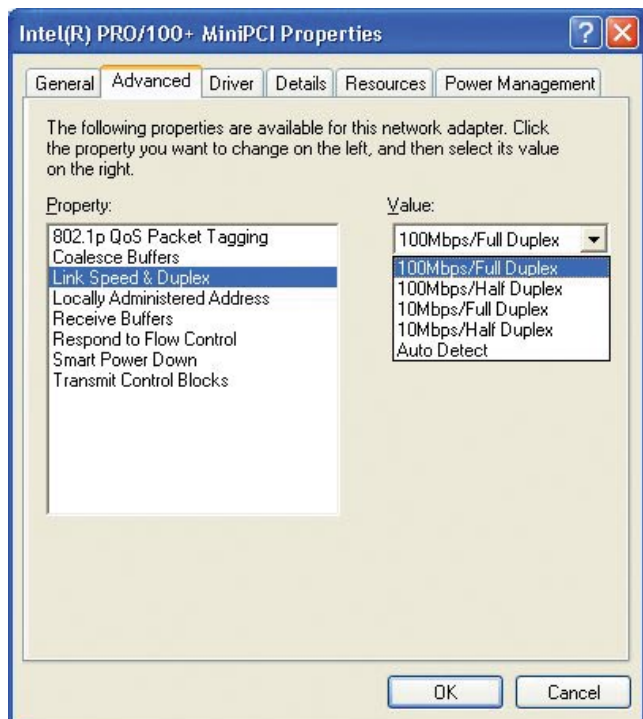 Intel(R) PRO/100+ MiniPCI Properties
General Advanced Driver Details Resources Power Management
The following properties are available for this network adapter. Click
the property you want to change on the left, and then select its value
on the right.
Property:
802.1p QoS Packet Tagging
Coalesce Buffers
Link Speed & Duplex
Locally Administered Address
Receive Buffers
Respond to Flow Control
Smart Power Down
Transmit Control Blocks
Value:
100Mbps/Full Duplex
100Mbps/Full Duplex
100Mbps/Half Duplex
10Mbps/Full Duplex
10Mbps/Half Duplex
Auto Detect
OK Cancel